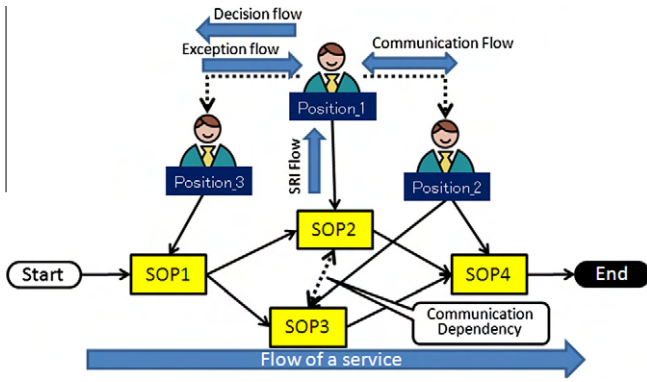 Decision flow
Exception flow
Communication Flow
Position_1
Position_3
SRI Flow
Position_2
SOP2
Start
SOP1
SOP4
End
SOP3
Communication
Dependency
Flow of a service